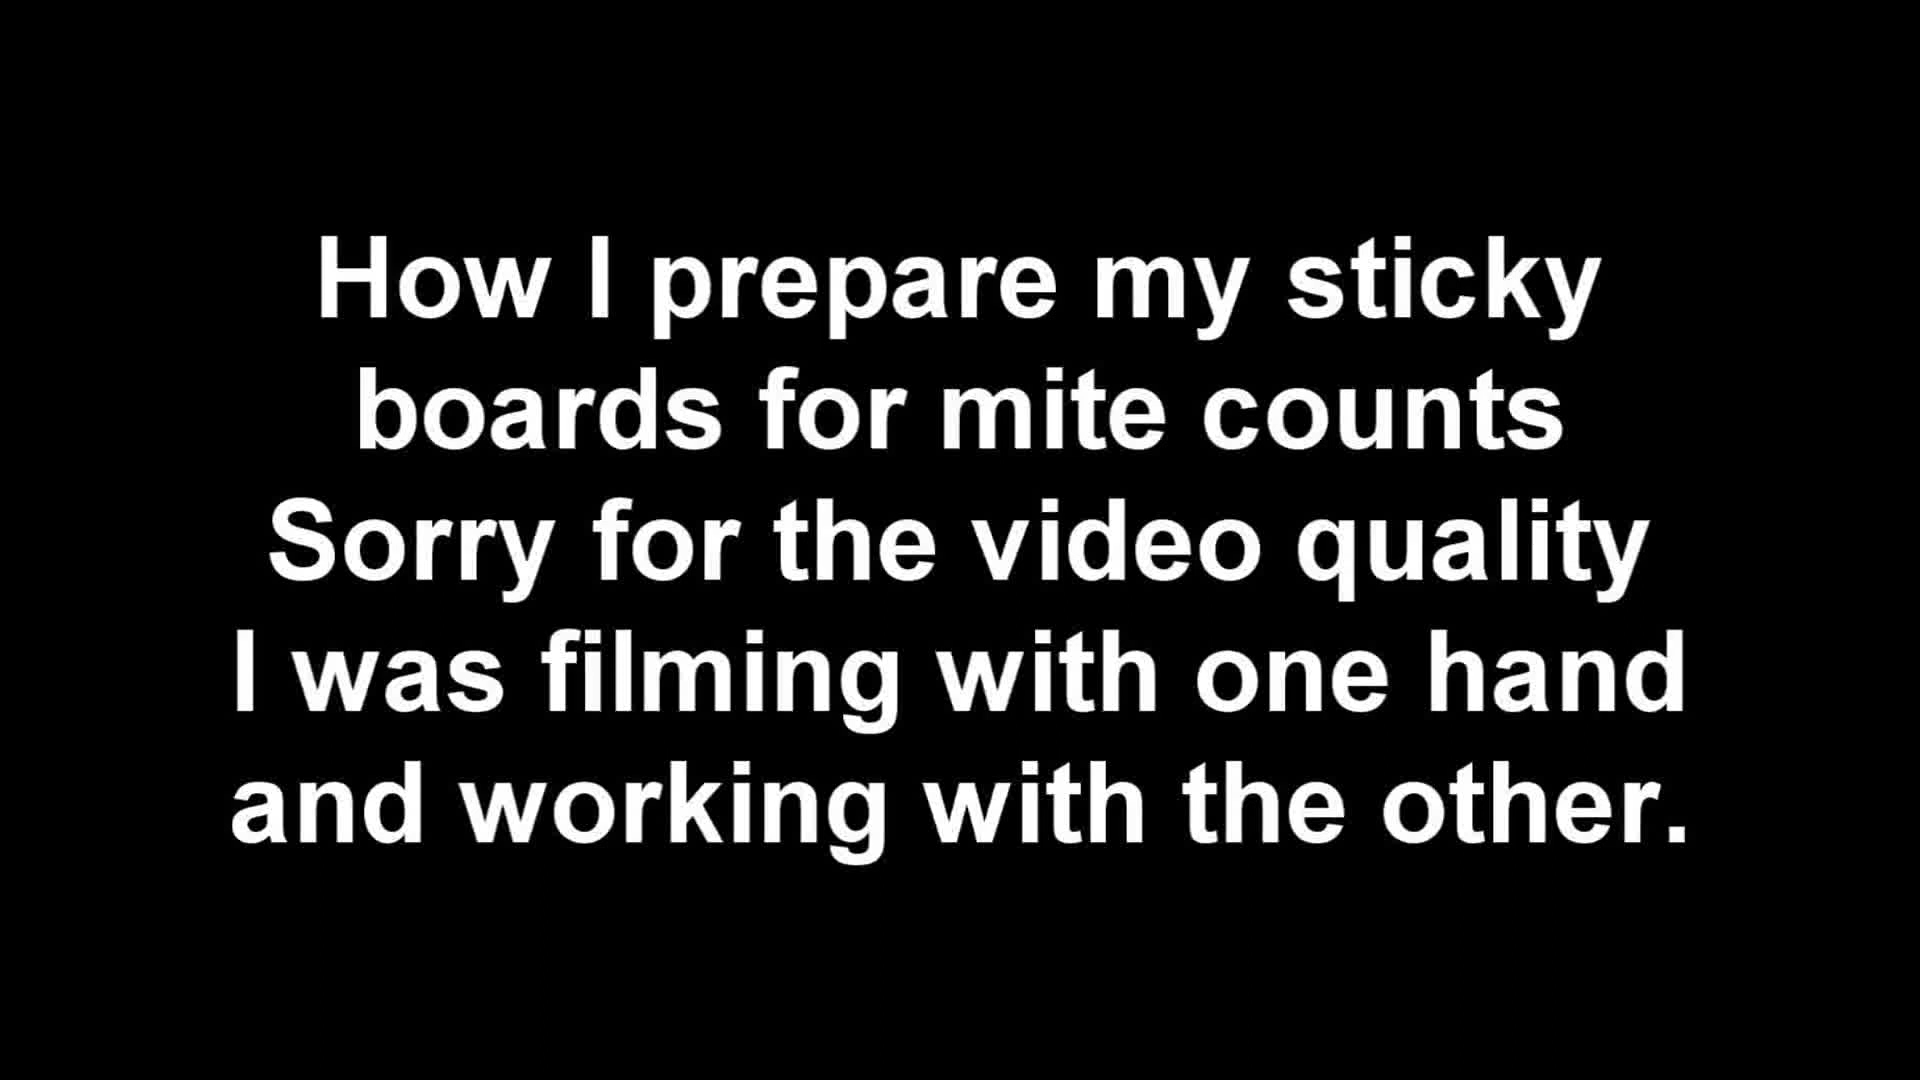 How I prepare my sticky
boards for mite counts
Sorry for the video quality
I was filming with one hand
and working with the other.